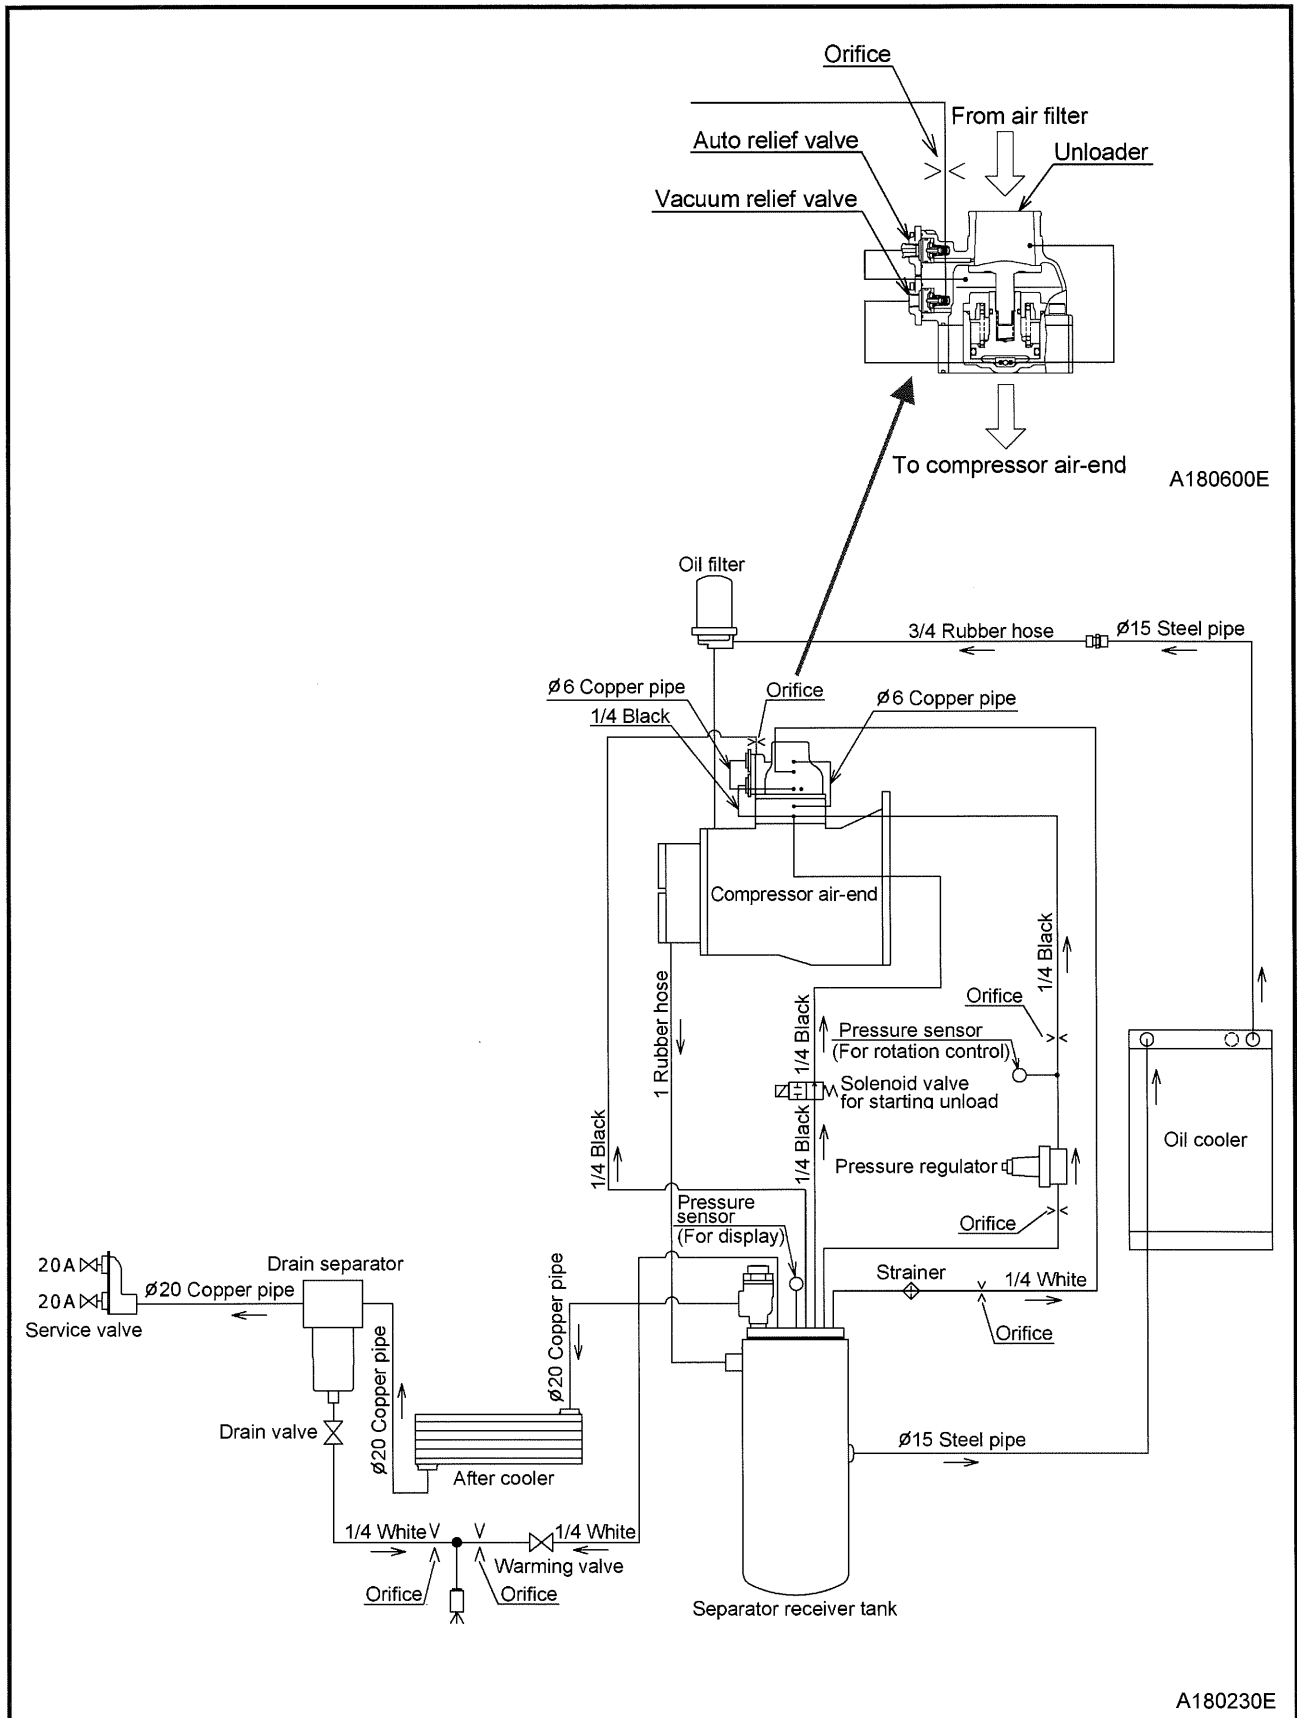 Orifice
From air filter
Auto relief valve
Unloader
Vacuum relief valve
To compressor air-end
A180600E
Oil filter
3/4 Rubber hose
Ø15 Steel pipe
Ø6 Copper pipe
Orifice
Ø6 Copper pipe
1/4 Black
Compressor air-end
1 Rubber hose
1/4 Black
1/4 Black
Orifice
Pressure sensor
(For rotation control)
Solenoid valve
for starting unload
1/4 Black
1/4 Black
Oil cooler
Pressure regulator
Pressure
sensor
(For display)
Orifice
20A
Drain separator
Ø20 Copper pipe
20A
Service valve
Ø20 Copper pipe
Strainer
1/4 White
Orifice
Ø20 Copper pipe
Drain valve
After cooler
Ø15 Steel pipe
1/4 White
1/4 White
Warming valve
Orifice
Orifice
Separator receiver tank
A180230E